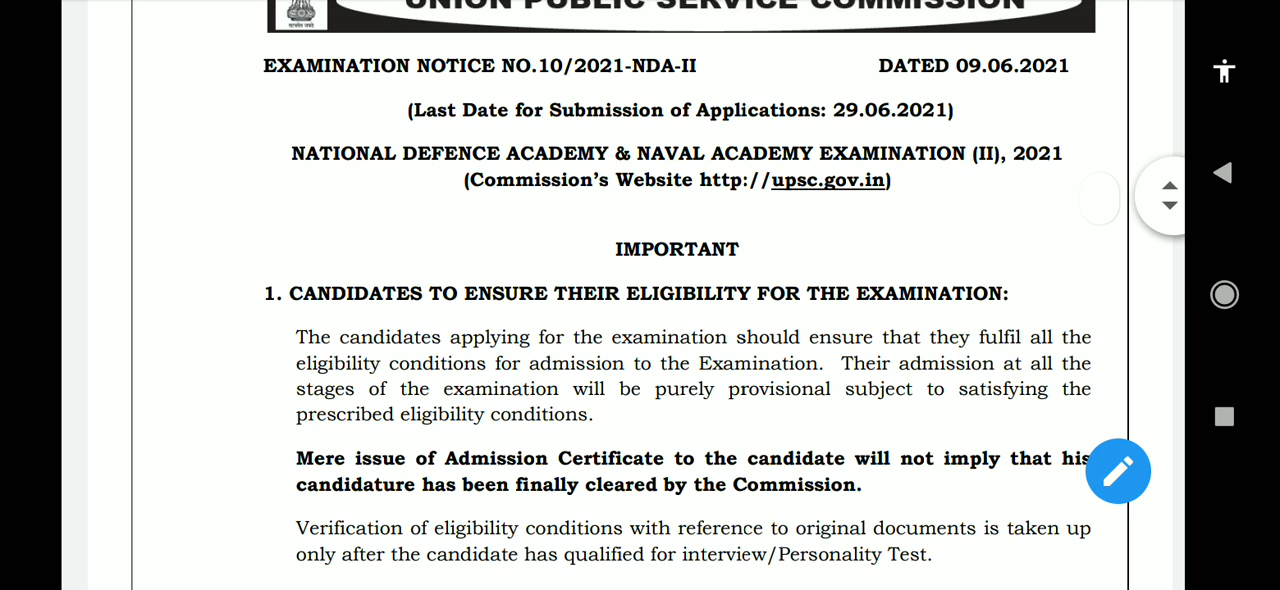 UNION PUBLIC SERVICE COMMISSION
EXAMINATION NOTICE NO.10/2021-NDA-II DATED 09.06.2021
(Last Date for Submission of Applications: 29.06.2021)
NATIONAL DEFENCE ACADEMY & NAVAL ACADEMY EXAMINATION (II), 2021
(Commission's Website http://upsc.gov.in)
IMPORTANT
1. CANDIDATES TO ENSURE THEIR ELIGIBILITY FOR THE EXAMINATION:
The candidates applying for the examination should ensure that they fulfil all the
eligibility conditions for admission to the Examination. Their admission at all the
stages of the examination will be purely provisional subject to satisfying the
prescribed eligibility conditions.
Mere issue of Admission Certificate to the candidate will not imply that his
candidature has been finally cleared by the Commission.
Verification of eligibility conditions with reference to original documents is taken up
only after the candidate has qualified for interview/Personality Test.